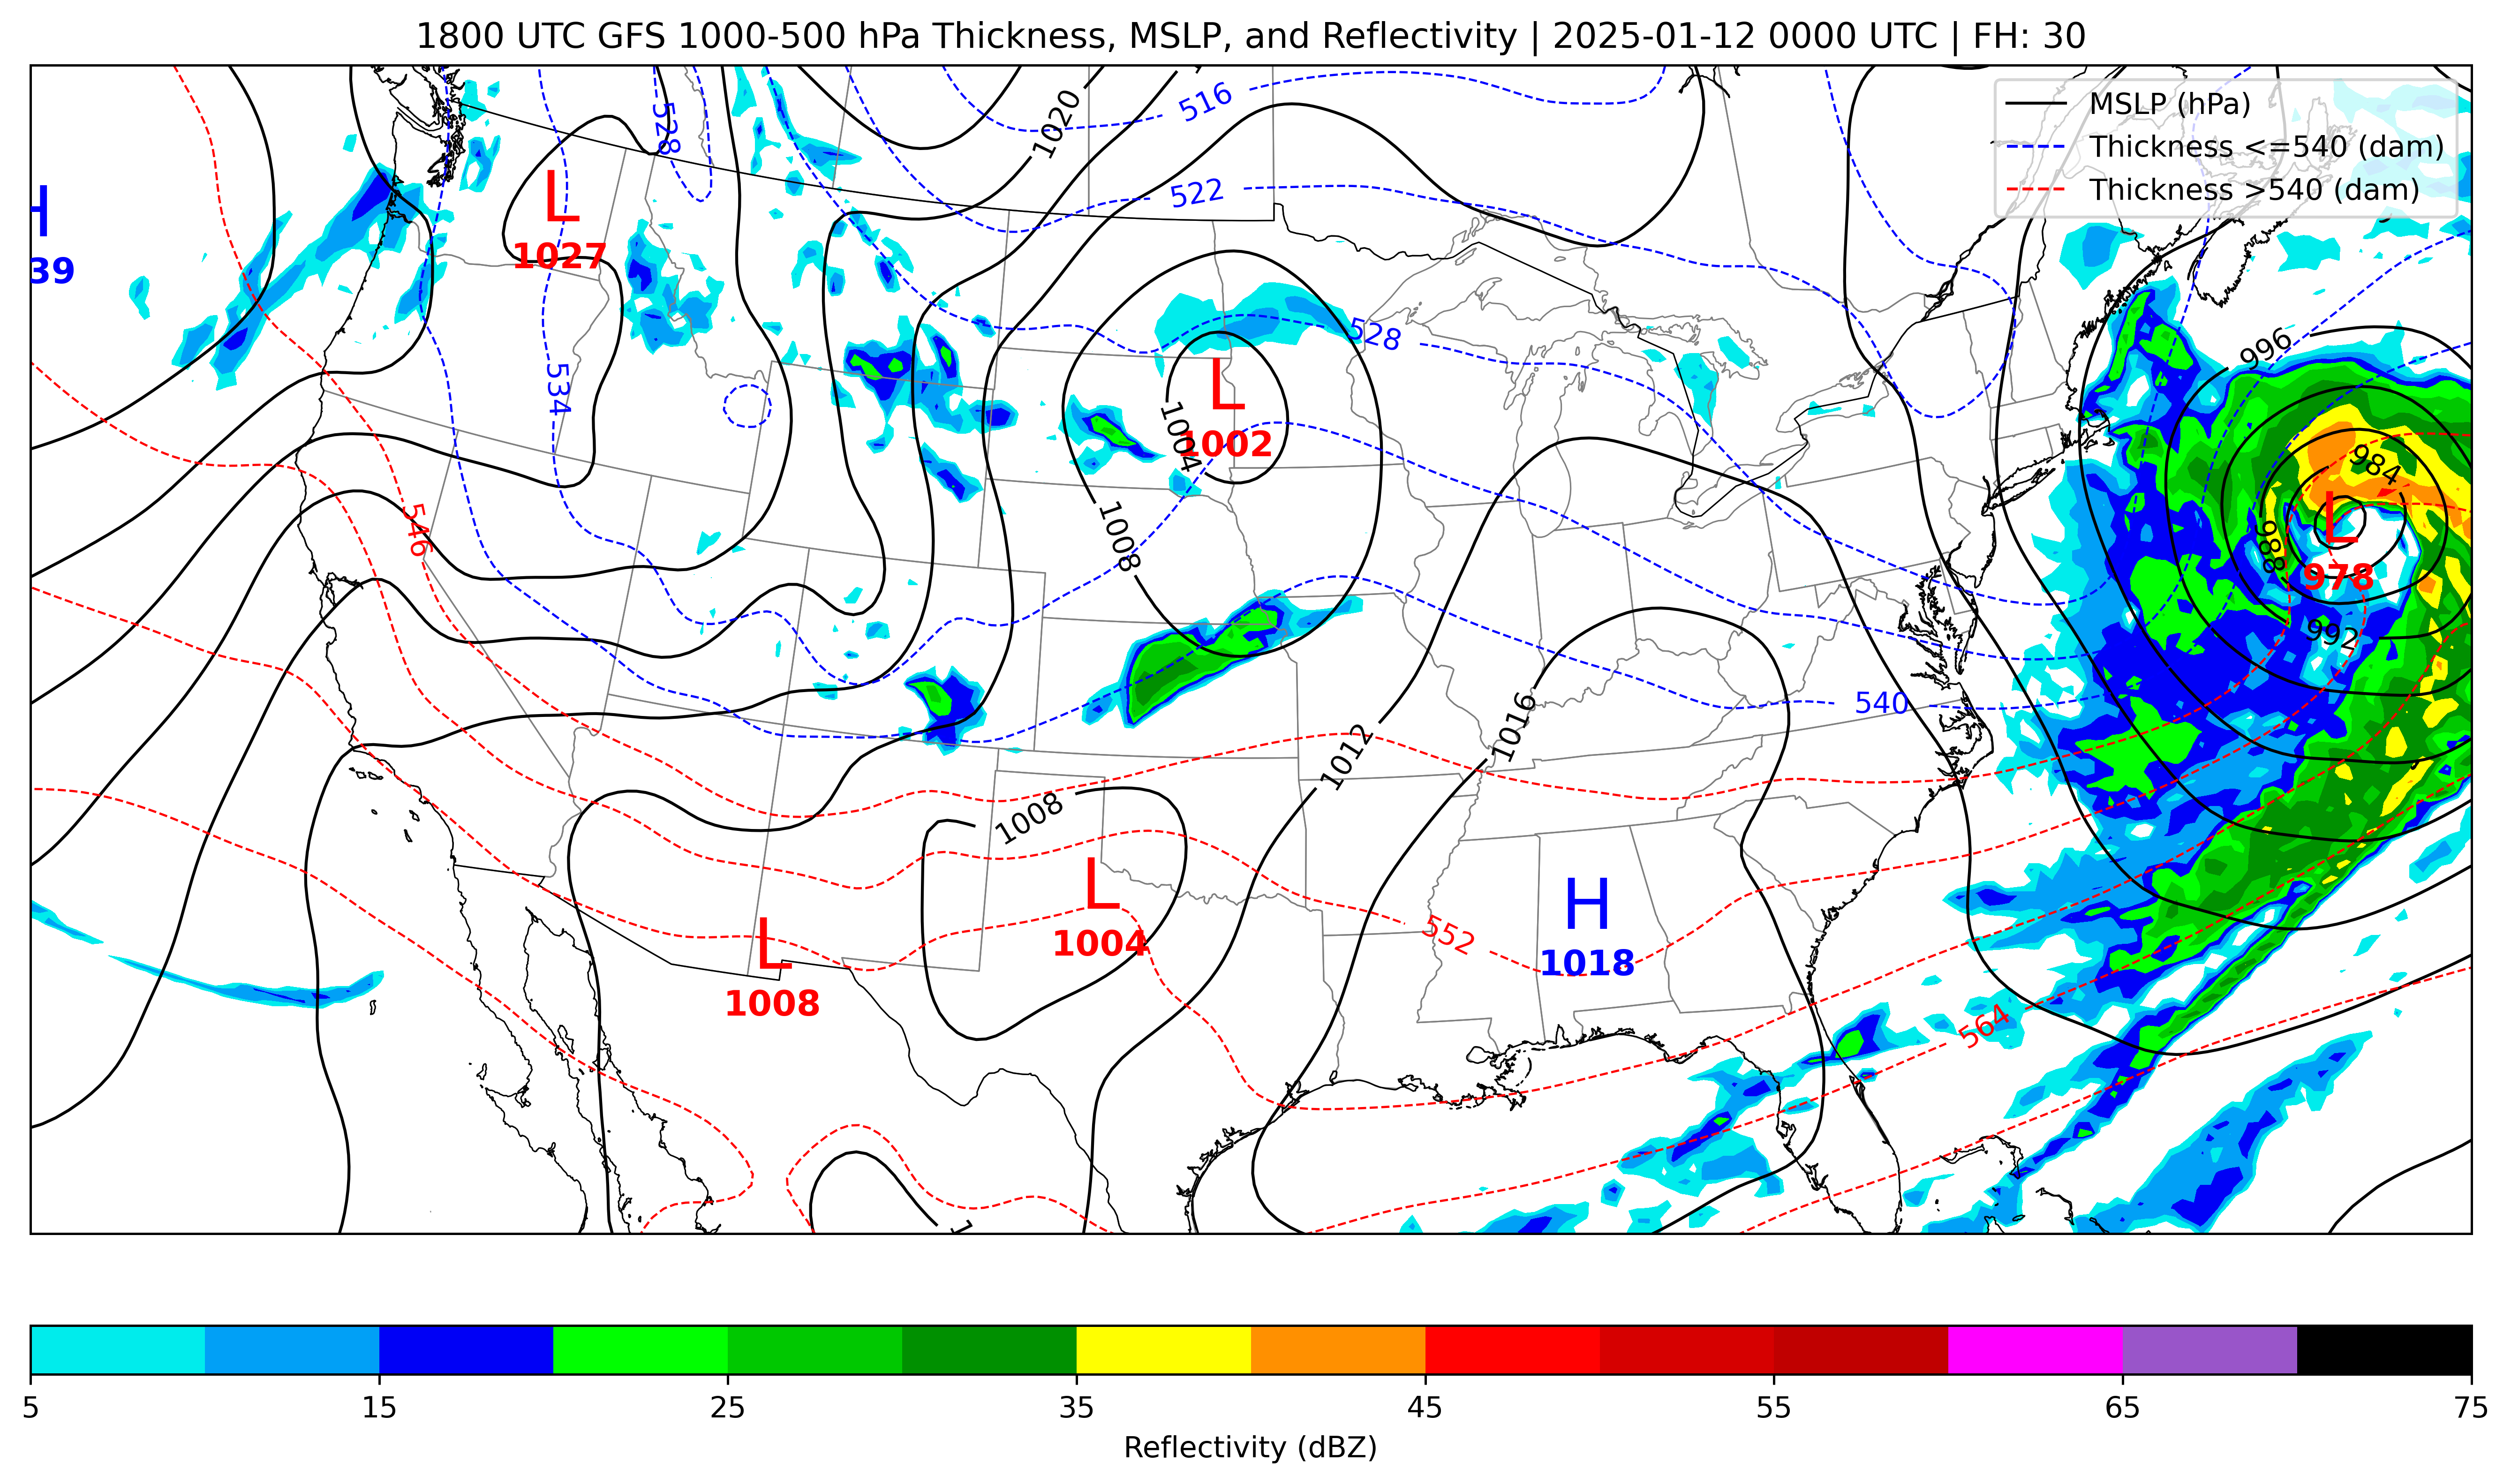 1800 UTC GFS 1000-500 hPa Thickness, MSLP, and Reflectivity | 2025-01-12 0000 UTC | FH: 30
MSLP (hPa)
Thickness <=540 (dam)
Thickness >540 (dam)
516
1020
528
522
L
1027
H
39
996
528
L
1002
1004
534
984
L
978
988
992
546
1008
540
1016
1012
1008
L
1004
L
1008
552
H
1018
564
5 15 25 35 45 55 65 75
Reflectivity (dBZ)